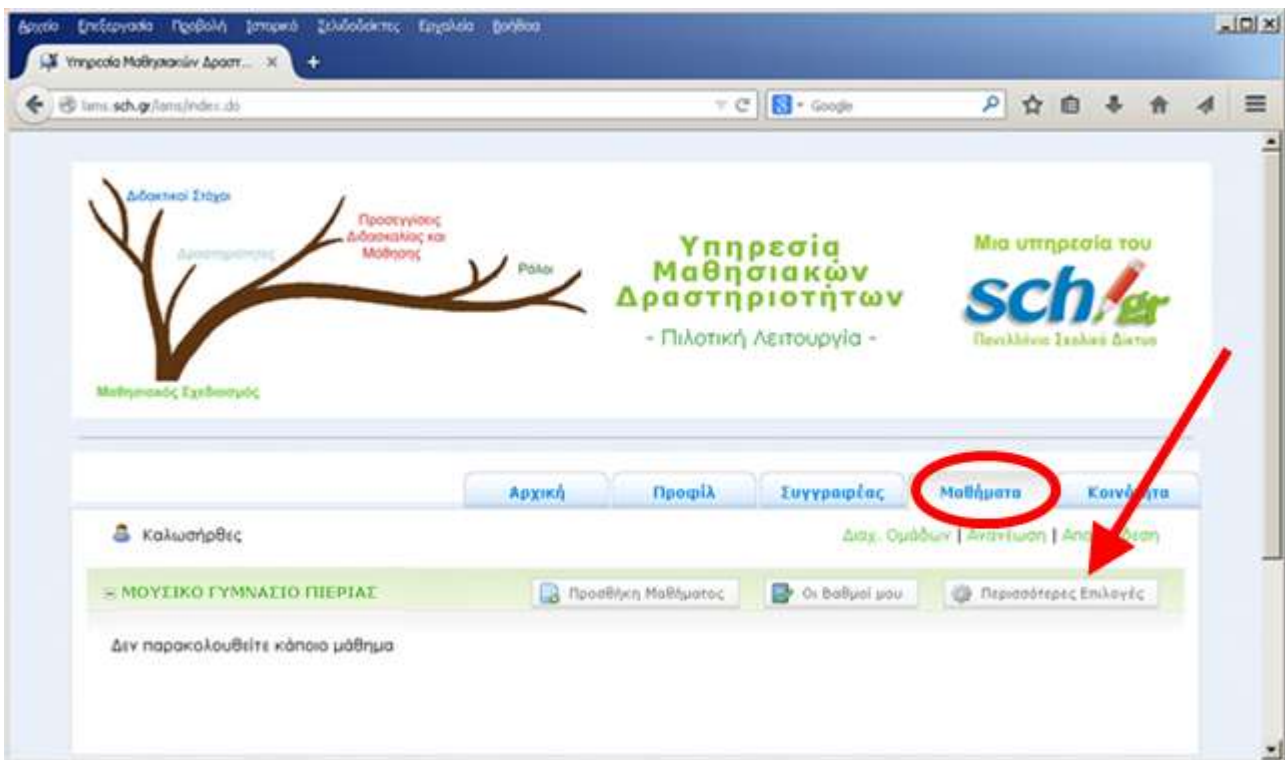 Αρχείο Επεξεργασία Προβολή Ιστορικό Σελιδοδείκτες Εργαλεία Βοήθεια
Υπηρεσία Μαθησιακών Δραστ...
lams.sch.gr/lams/index.do
Google
Διδακτικοί Στόχοι
Προσεγγίσεις
Διδασκαλίας και
Μάθησης
Δραστηριότητες
Ρόλοι
Μαθησιακός Σχεδιασμός
Υπηρεσία
Μαθησιακών
Δραστηριοτήτων
- Πιλοτική Λειτουργία -
Μια υπηρεσία του
sch.gr
Πανελλήνιο Σχολικό Δίκτυο
Αρχική Προφίλ Συγγραφέας Μαθήματα Κοινότητα
Καλωσήρθες
Διαχ. Ομάδων | Ανανέωση | Αποσύνδεση
ΜΟΥΣΙΚΟ ΓΥΜΝΑΣΙΟ ΠΙΕΡΙΑΣ
Προσθήκη Μαθήματος Οι Βαθμοί μου Περισσότερες Επιλογές
Δεν παρακολουθείτε κάποιο μάθημα